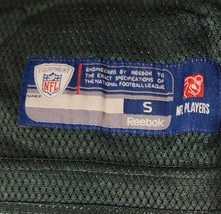 EQUIPMENT
NFL
ENGINEERED BY REEBOK TO
THE EXACT SPECIFICATIONS OF
THE NATIONAL FOOTBALL LEAGUE
S
Reebok
NFL PLAYERS